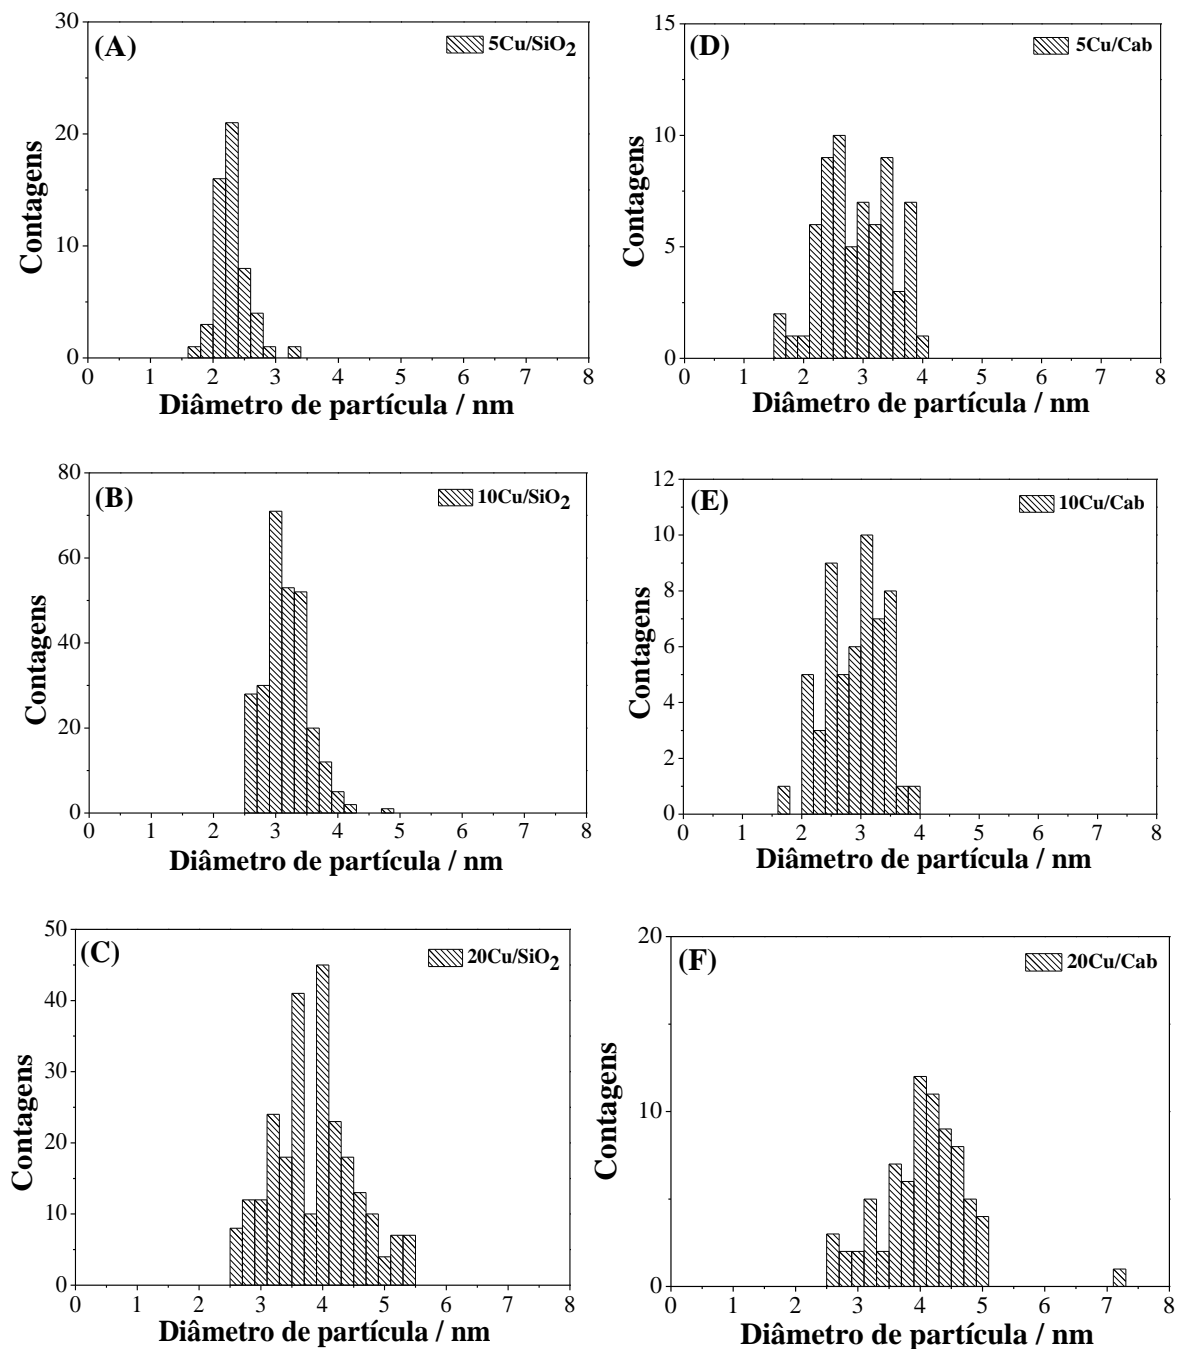 (A)
5Cu/SiO2
30
20
10
0
Contagens
0 1 2 3 4 5 6 7 8
Diâmetro de partícula / nm
(D)
5Cu/Cab
15
10
5
0
Contagens
0 1 2 3 4 5 6 7 8
Diâmetro de partícula / nm
(B)
10Cu/SiO2
80
60
40
20
0
Contagens
0 1 2 3 4 5 6 7 8
Diâmetro de partícula / nm
(E)
10Cu/Cab
12
10
8
6
4
2
0
Contagens
0 1 2 3 4 5 6 7 8
Diâmetro de partícula / nm
(C)
20Cu/SiO2
50
40
30
20
10
0
Contagens
0 1 2 3 4 5 6 7 8
Diâmetro de partícula / nm
(F)
20Cu/Cab
20
10
0
Contagens
0 1 2 3 4 5 6 7 8
Diâmetro de partícula / nm